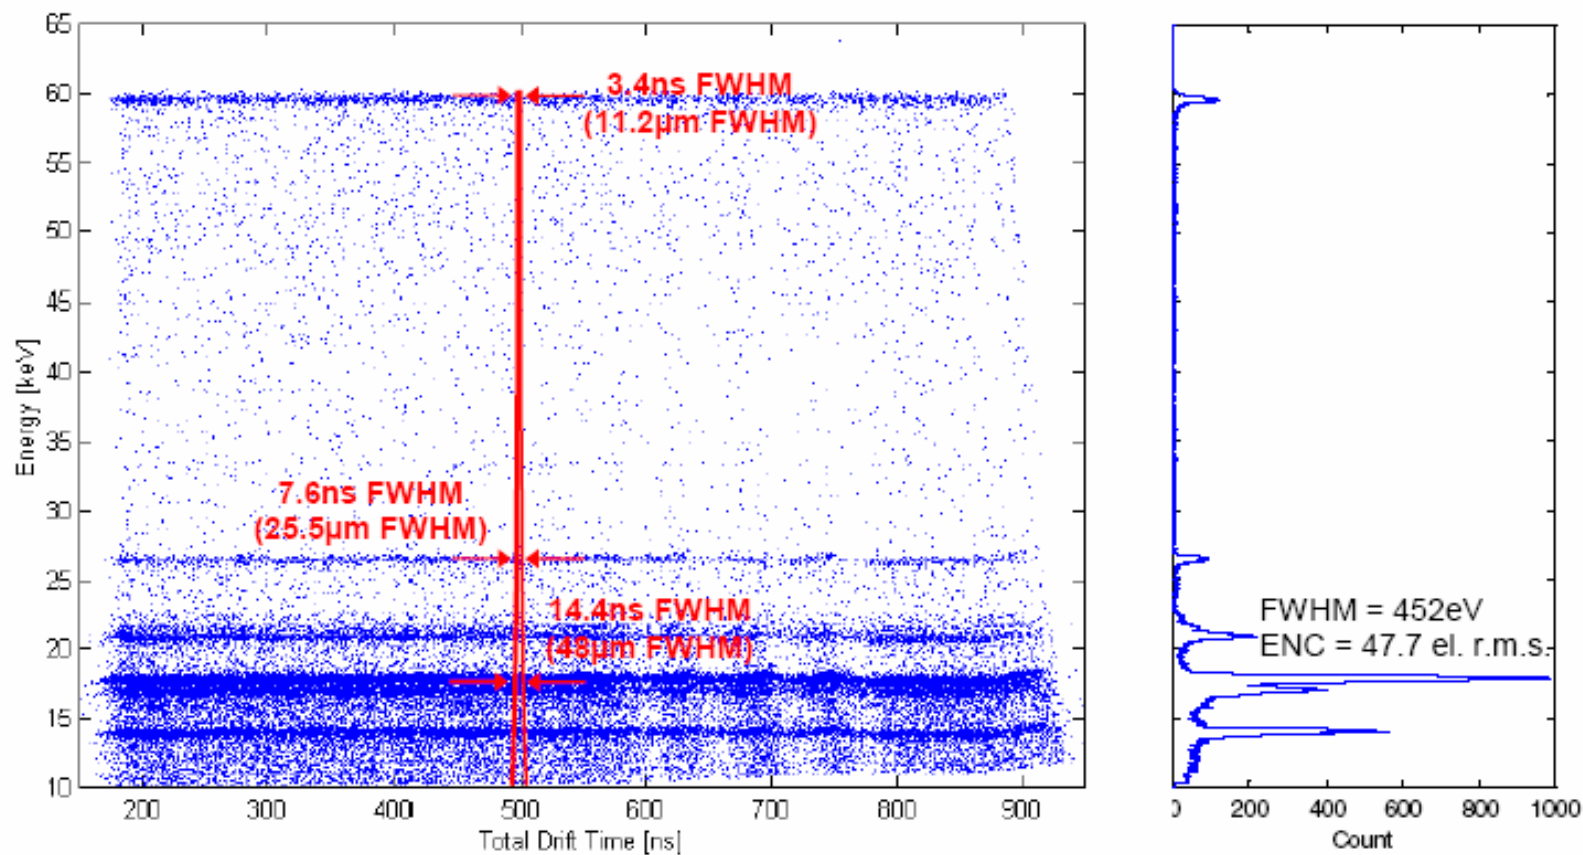 65
60
55
50
45
40
35
30
25
20
15
10
Energy [keV]
200
300
400
500
600
700
800
900
Total Drift Time [ns]
3.4ns FWHM
(11.2µm FWHM)
7.6ns FWHM
(25.5µm FWHM)
14.4ns FWHM
(48µm FWHM)
FWHM = 452eV
ENC = 47.7 el. r.m.s.
0
200
400
600
800
1000
Count